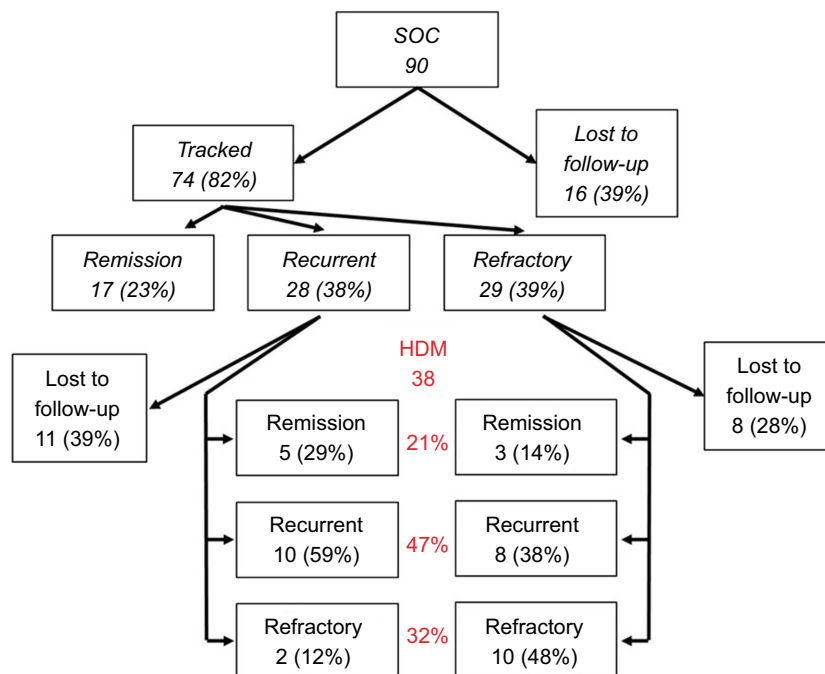 SOC
90
Tracked
74 (82%)
Lost to
follow-up
16 (39%)
Remission
17 (23%)
Recurrent
28 (38%)
Refractory
29 (39%)
Lost to
follow-up
11 (39%)
HDM
38
Lost to
follow-up
8 (28%)
Remission
5 (29%)
21%
Remission
3 (14%)
Recurrent
10 (59%)
47%
Recurrent
8 (38%)
Refractory
2 (12%)
32%
Refractory
10 (48%)